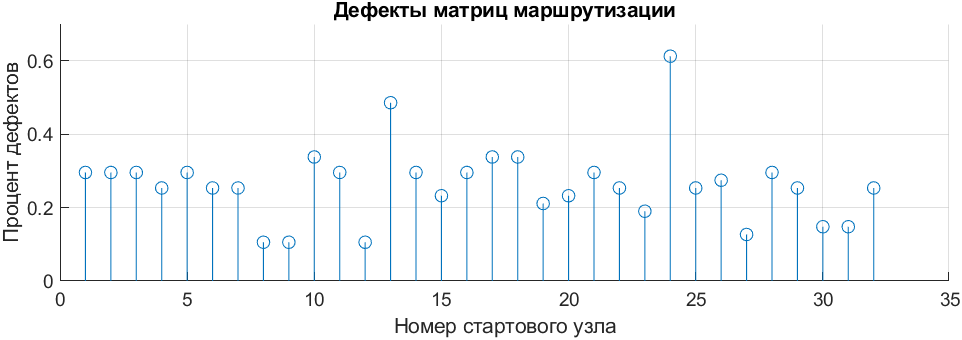 Дефекты матриц маршрутизации
Процент дефектов
0.6
0.4
0.2
0
0 5 10 15 20 25 30 35
Номер стартового узла